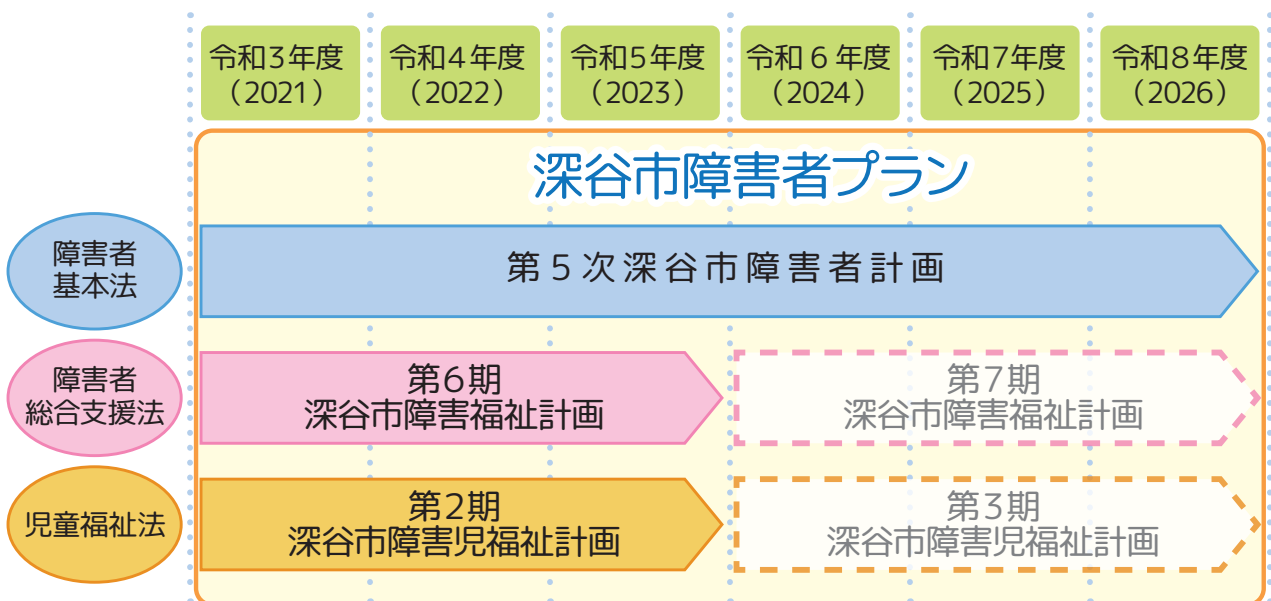 令和3年度
(2021)
令和4年度
(2022)
令和5年度
(2023)
令和6年度
(2024)
令和7年度
(2025)
令和8年度
(2026)
深谷市障害者プラン
障害者
基本法
第5次深谷市障害者計画
障害者
総合支援法
第6期
深谷市障害福祉計画
第7期
深谷市障害福祉計画
児童福祉法
第2期
深谷市障害児福祉計画
第3期
深谷市障害児福祉計画